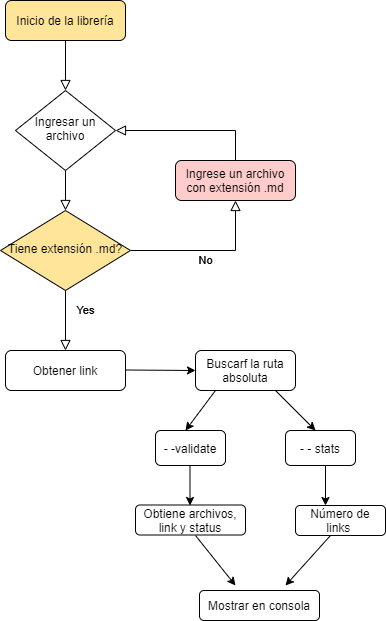 Inicio de la librería
Ingresar un
archivo
Ingrese un archivo
con extensión .md
Tiene extensión .md?
No
Yes
Obtener link
Buscarf la ruta
absoluta
- -validate
- - stats
Obtiene archivos,
link y status
Número de
links
Mostrar en consola